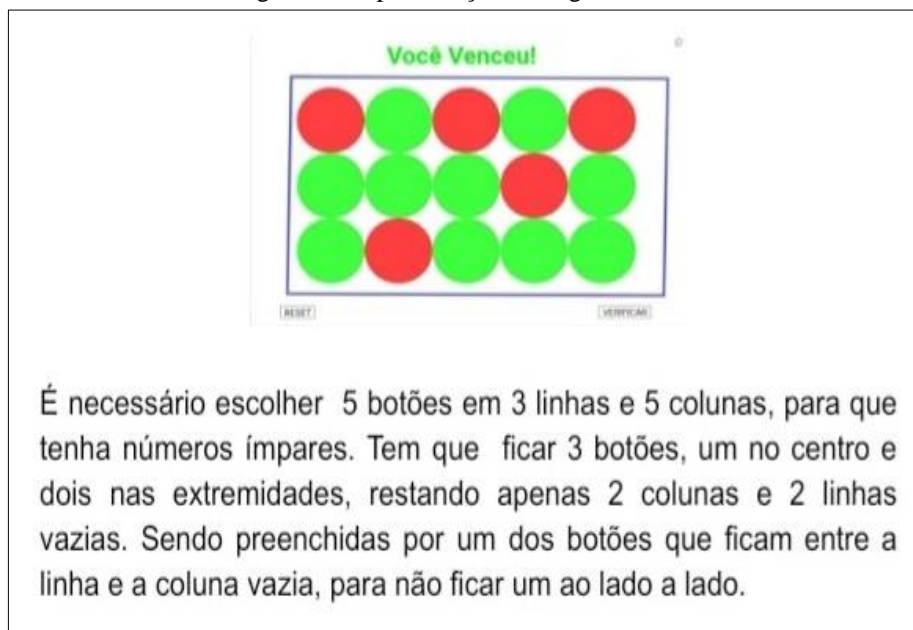 Você Venceu!
RESET
VERIFICAR
É necessário escolher 5 botões em 3 linhas e 5 colunas, para que
tenha números ímpares. Tem que ficar 3 botões, um no centro e
dois nas extremidades, restando apenas 2 colunas e 2 linhas
vazias. Sendo preenchidas por um dos botões que ficam entre a
linha e a coluna vazia, para não ficar um ao lado a lado.